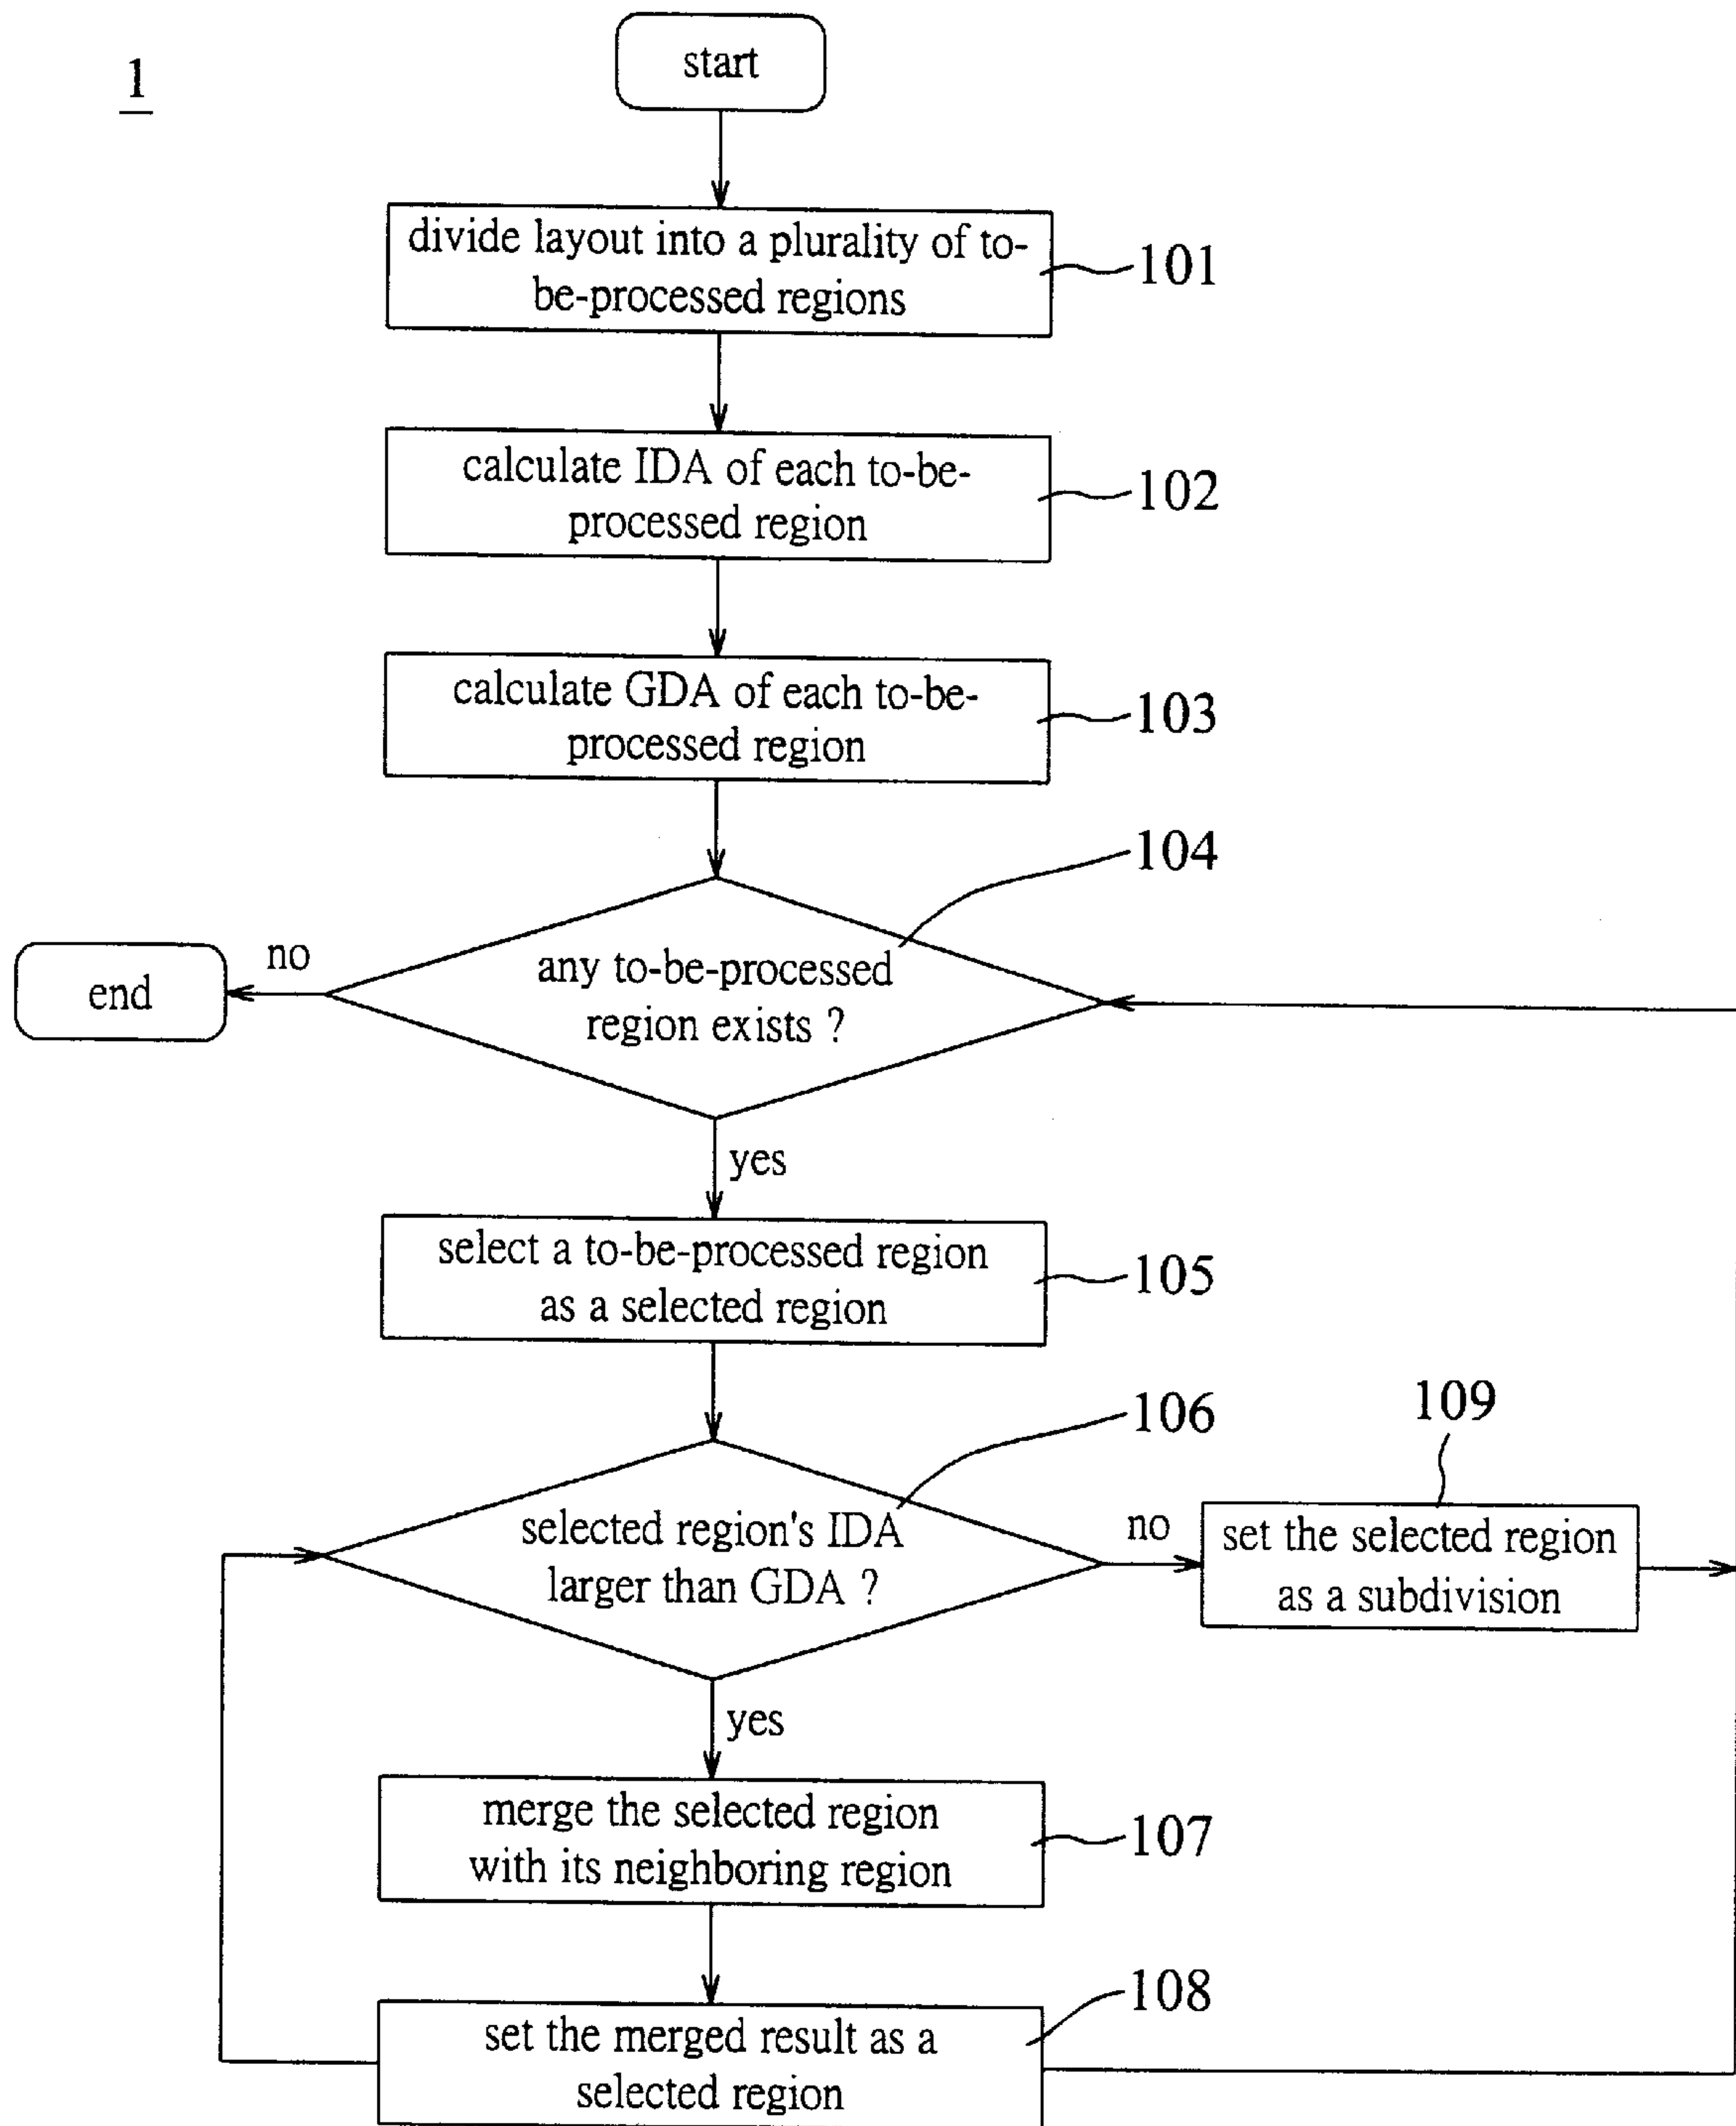 1
start
divide layout into a plurality of to-
be-processed regions
101
calculate IDA of each to-be-
processed region
102
calculate GDA of each to-be-
processed region
103
104
any to-be-processed
region exists ?
no
end
yes
select a to-be-processed region
as a selected region
105
106
selected region's IDA
larger than GDA ?
no
109
set the selected region
as a subdivision
yes
merge the selected region
with its neighboring region
107
108
set the merged result as a
selected region